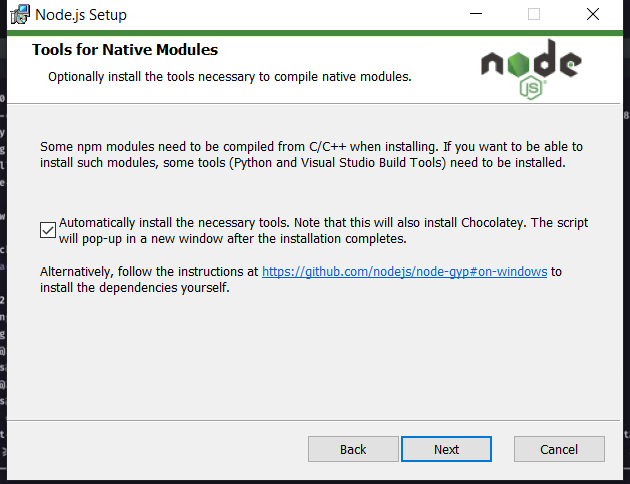 Node.js Setup
Tools for Native Modules
Optionally install the tools necessary to compile native modules.
node
JS
Some npm modules need to be compiled from C/C++ when installing. If you want to be able to
install such modules, some tools (Python and Visual Studio Build Tools) need to be installed.
Automatically install the necessary tools. Note that this will also install Chocolatey. The script
will pop-up in a new window after the installation completes.
Alternatively, follow the instructions at https://github.com/nodejs/node-gyp#on-windows to
install the dependencies yourself.
Back
Next
Cancel